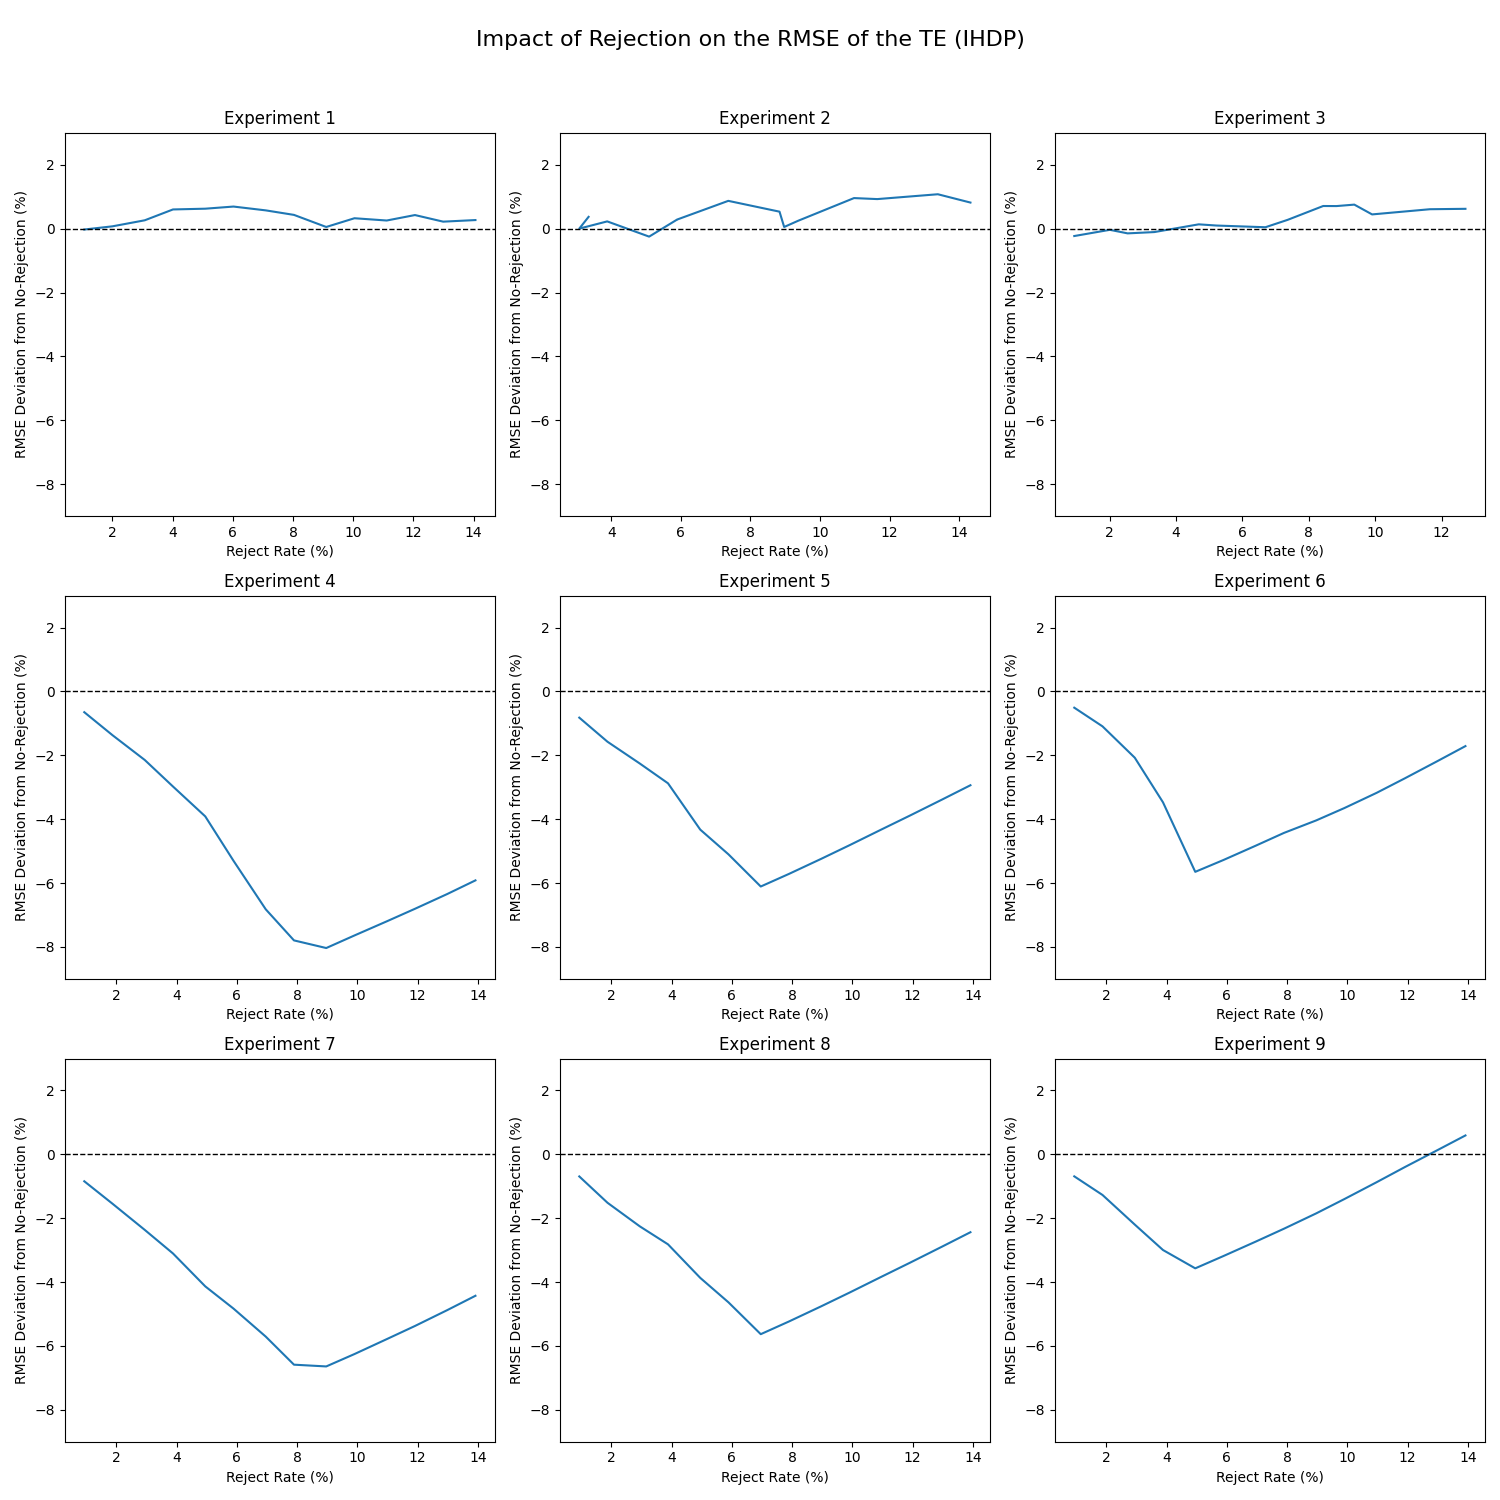 Impact of Rejection on the RMSE of the TE (IHDP)
Experiment 1
RMSE Deviation from No-Rejection (%)
2
0
−2
−4
−6
−8
2 4 6 8 10 12 14
Reject Rate (%)
Experiment 2
RMSE Deviation from No-Rejection (%)
2
0
−2
−4
−6
−8
4 6 8 10 12 14
Reject Rate (%)
Experiment 3
RMSE Deviation from No-Rejection (%)
2
0
−2
−4
−6
−8
2 4 6 8 10 12
Reject Rate (%)
Experiment 4
RMSE Deviation from No-Rejection (%)
2
0
−2
−4
−6
−8
2 4 6 8 10 12 14
Reject Rate (%)
Experiment 5
RMSE Deviation from No-Rejection (%)
2
0
−2
−4
−6
−8
2 4 6 8 10 12 14
Reject Rate (%)
Experiment 6
RMSE Deviation from No-Rejection (%)
2
0
−2
−4
−6
−8
2 4 6 8 10 12 14
Reject Rate (%)
Experiment 7
RMSE Deviation from No-Rejection (%)
2
0
−2
−4
−6
−8
2 4 6 8 10 12 14
Reject Rate (%)
Experiment 8
RMSE Deviation from No-Rejection (%)
2
0
−2
−4
−6
−8
2 4 6 8 10 12 14
Reject Rate (%)
Experiment 9
RMSE Deviation from No-Rejection (%)
2
0
−2
−4
−6
−8
2 4 6 8 10 12 14
Reject Rate (%)